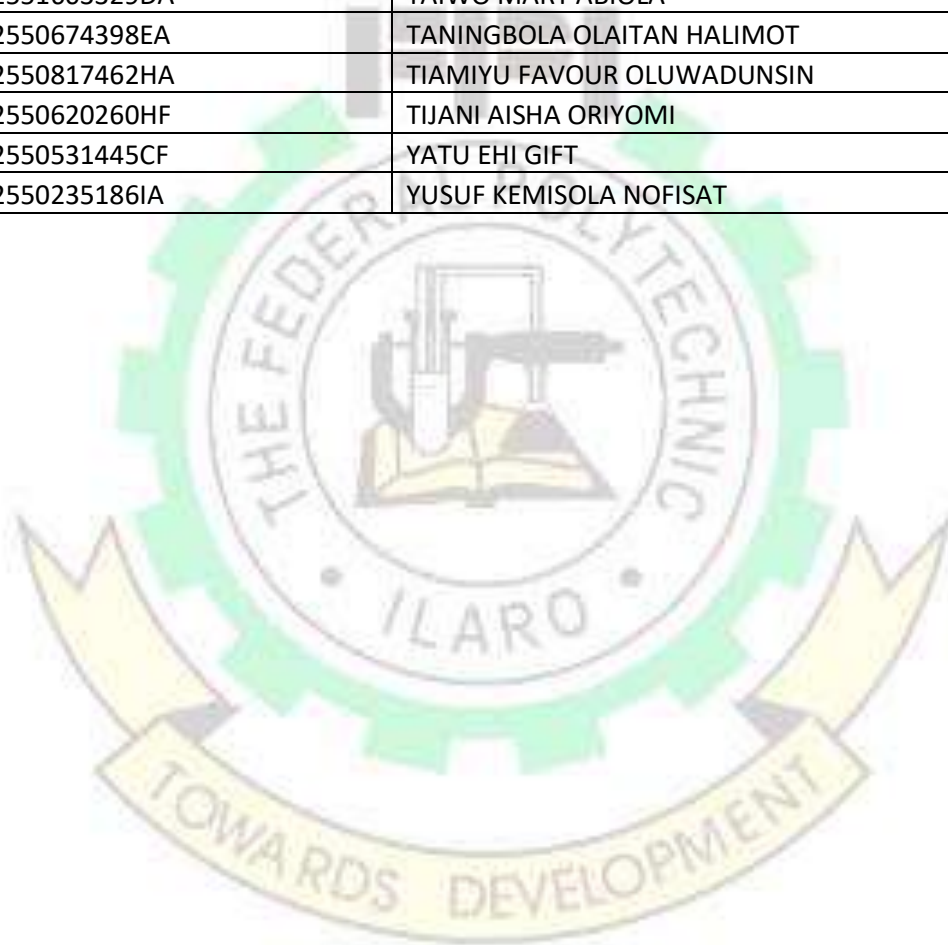 2550674398EA TANINGBOLA OLAITAN HALIMOT
2550817462HA TIAMIYU FAVOUR OLUWADUNSIN
2550620260HF TIJANI AISHA ORIYOMI
2550531445CF YATU EHI GIFT
2550235186IA YUSUF KEMISOLA NOFISAT
THE FEDERAL POLYTECHNIC
• ILARO •
TOWARDS DEVELOPMENT